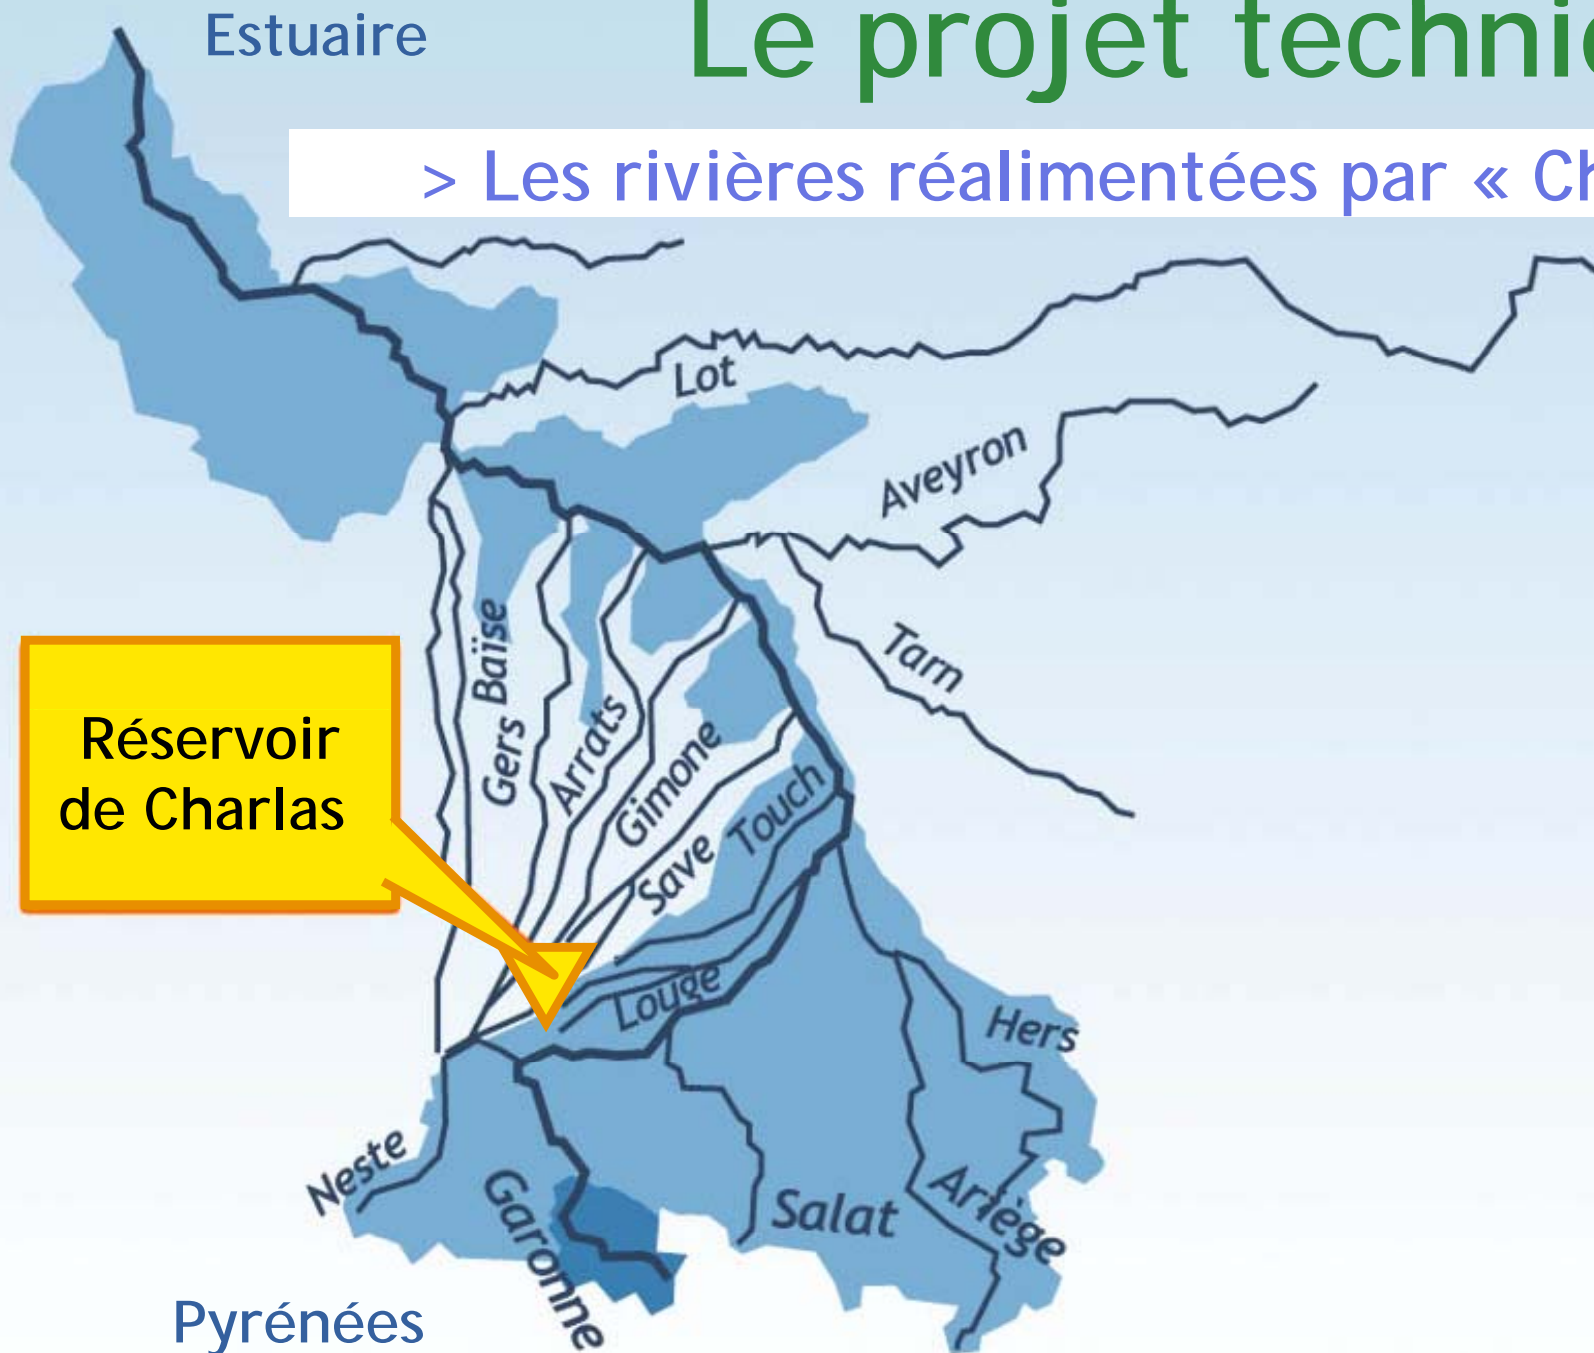 Estuaire
Le projet techni
> Les rivières réalimentées par « Ch
Lot
Aveyron
Tarn
Baïse
Gers
Arrats
Gimone
Save
Touch
Réservoir
de Charlas
Louge
Hers
Neste
Garonne
Salat
Ariège
Pyrénées